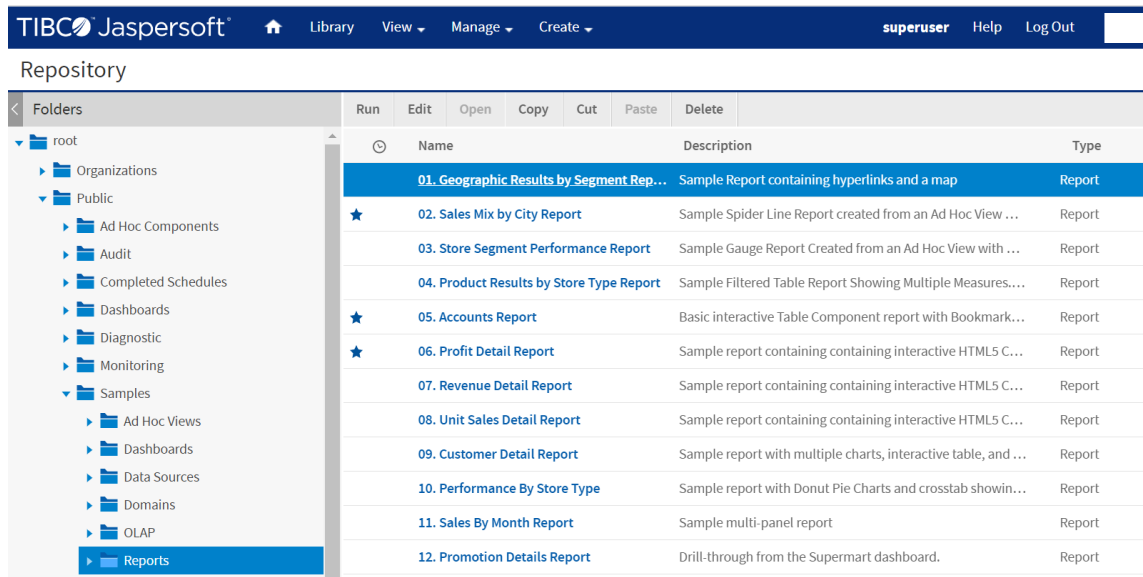 TIBCO Jaspersoft® Library View Manage Create superuser Help Log Out
Repository
Folders
root
Organizations
Public
Ad Hoc Components
Audit
Completed Schedules
Dashboards
Diagnostic
Monitoring
Samples
Ad Hoc Views
Dashboards
Data Sources
Domains
OLAP
Reports
Run Edit Open Copy Cut Paste Delete
Name Description Type
01. Geographic Results by Segment Rep... Sample Report containing hyperlinks and a map Report
02. Sales Mix by City Report Sample Spider Line Report created from an Ad Hoc View ... Report
03. Store Segment Performance Report Sample Gauge Report Created from an Ad Hoc View with ... Report
04. Product Results by Store Type Report Sample Filtered Table Report Showing Multiple Measures.... Report
05. Accounts Report Basic interactive Table Component report with Bookmark... Report
06. Profit Detail Report Sample report containing containing interactive HTML5 C... Report
07. Revenue Detail Report Sample report containing containing interactive HTML5 C... Report
08. Unit Sales Detail Report Sample report containing containing interactive HTML5 C... Report
09. Customer Detail Report Sample report with multiple charts, interactive table, and ... Report
10. Performance By Store Type Sample report with Donut Pie Charts and crosstab showin... Report
11. Sales By Month Report Sample multi-panel report Report
12. Promotion Details Report Drill-through from the Supermart dashboard. Report